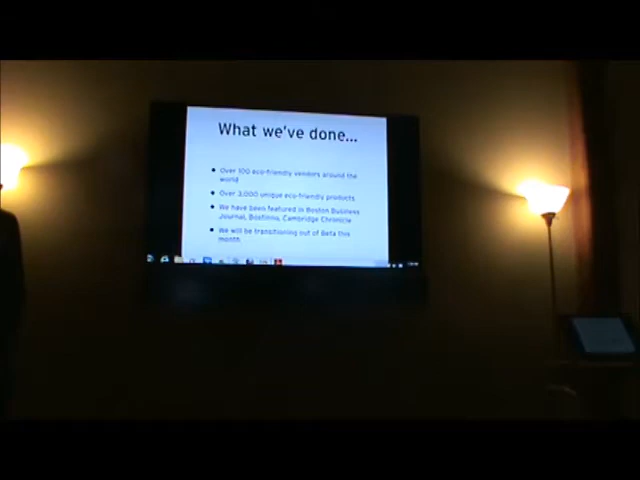 What we've done...
• Over 100 eco-friendly vendors around the
world
• Over 3,000 unique eco-friendly products
• We have been featured in Boston Business
Journal, BostInno, Cambridge Chronicle
• We will be transitioning out of Beta this
month